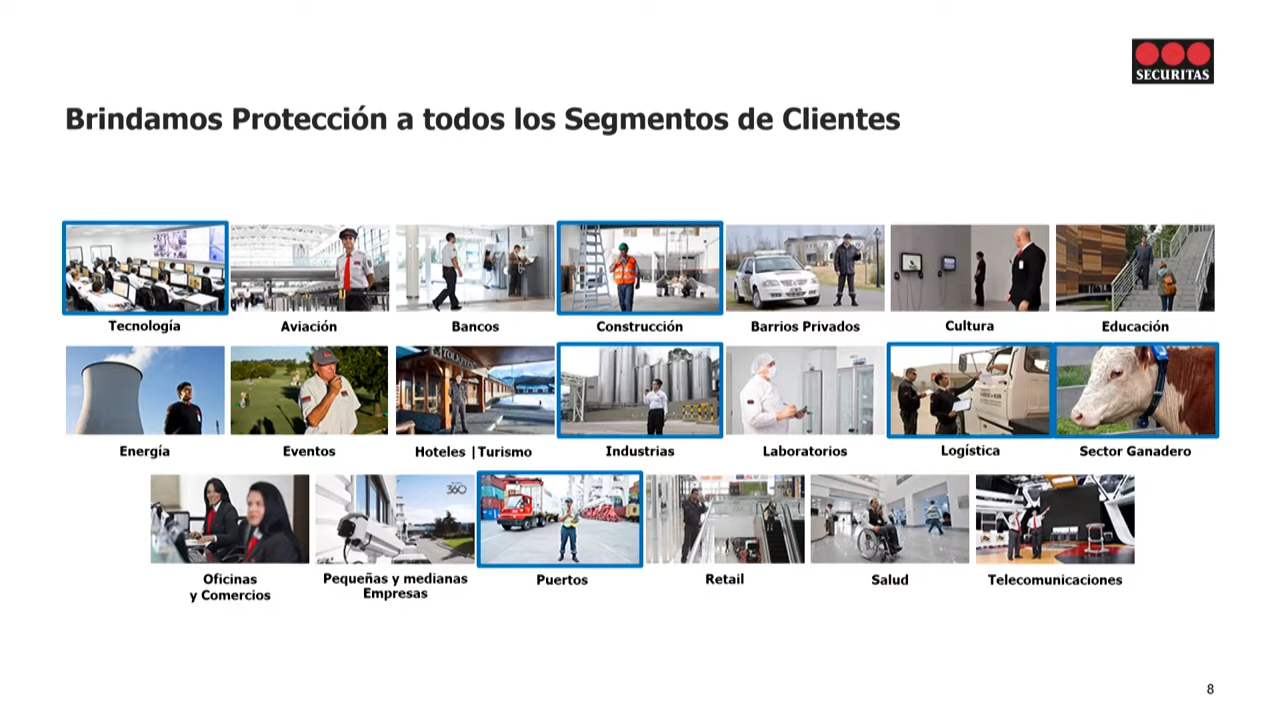 SECURITAS
Brindamos Protección a todos los Segmentos de Clientes
Tecnología
Aviación
Bancos
Construcción
Barrios Privados
Cultura
Educación
Energía
Eventos
Hoteles |Turismo
Industrias
Laboratorios
Logística
Sector Ganadero
360
Oficinas
y Comercios
Pequeñas y medianas
Empresas
Puertos
Retail
Salud
Telecomunicaciones
8